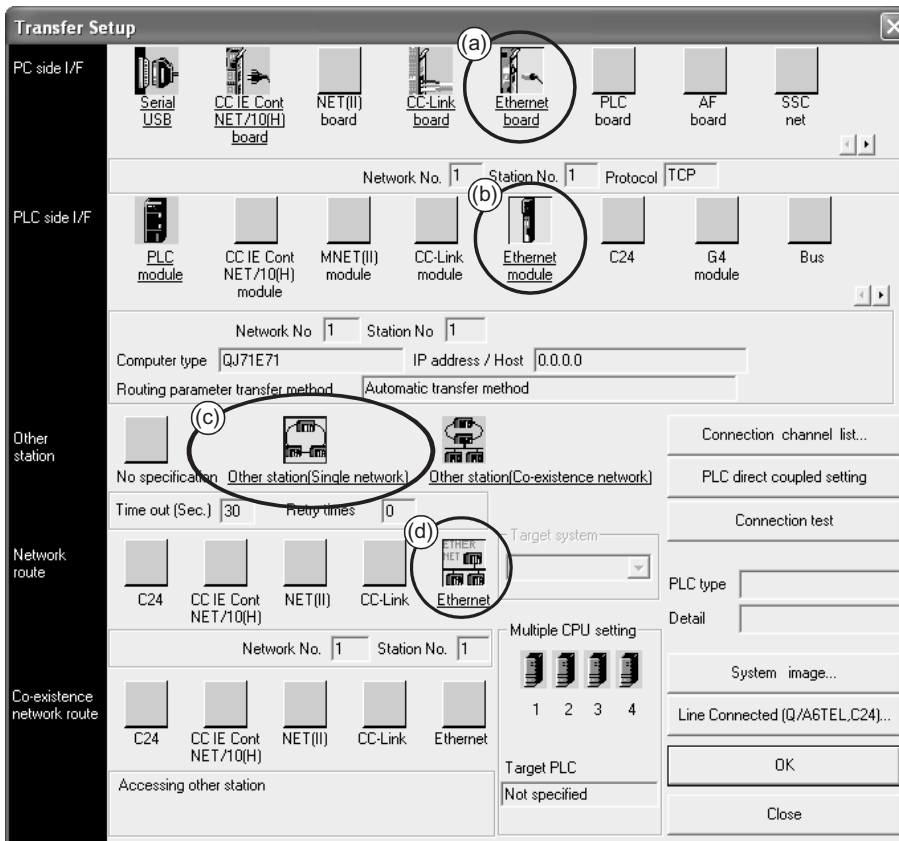 Transfer Setup
PC side I/F
(a)
Serial USB
CC IE Cont NET/10(H) board
NET(II) board
CC-Link board
Ethernet board
PLC board
AF board
SSC net
Network No. 1 Station No. 1 Protocol TCP
(b)
PLC side I/F
PLC module
CC IE Cont NET/10(H) module
MNET(II) module
CC-Link module
Ethernet module
C24
G4 module
Bus
Network No 1 Station No 1
Computer type QJ71E71 IP address / Host 0.0.0.0
Routing parameter transfer method Automatic transfer method
(c)
Other station
No specification
Other station(Single network)
Other station(Co-existence network)
Time out (Sec.) 30 Retry times 0
Connection channel list...
PLC direct coupled setting
Connection test
PLC type
Detail
System image...
Line Connected (Q/A6TEL,C24)...
OK
Close
(d)
Network route
C24
CC IE Cont NET/10(H)
NET(II)
CC-Link
ETHER NET
Ethernet
Target system
Network No. 1 Station No. 1
Multiple CPU setting
1 2 3 4
Target PLC
Not specified
Co-existence network route
C24
CC IE Cont NET/10(H)
NET(II)
CC-Link
Ethernet
Accessing other station